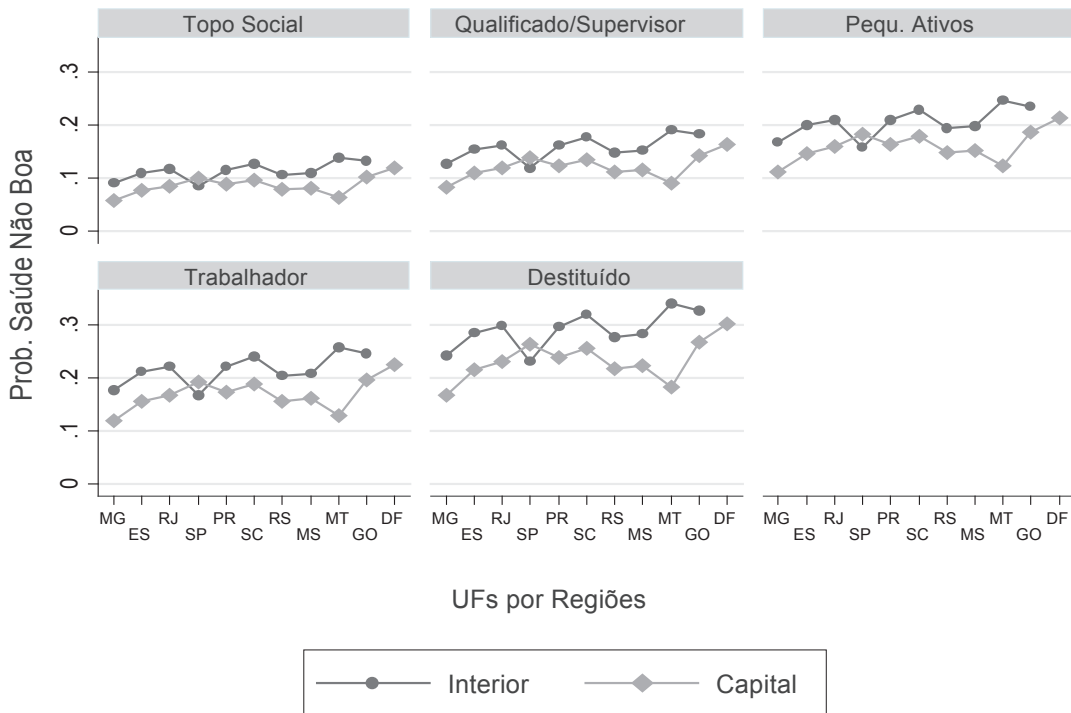 Topo Social
Qualificado/Supervisor
Pequ. Ativos
Prob. Saúde Não Boa
.3
.2
.1
0
Trabalhador
Destituído
.3
.2
.1
0
MG ES RJ SP PR SC RS MS MT GO DF
MG ES RJ SP PR SC RS MS MT GO DF
MG ES RJ SP PR SC RS MS MT GO DF
UFs por Regiões
Interior
Capital